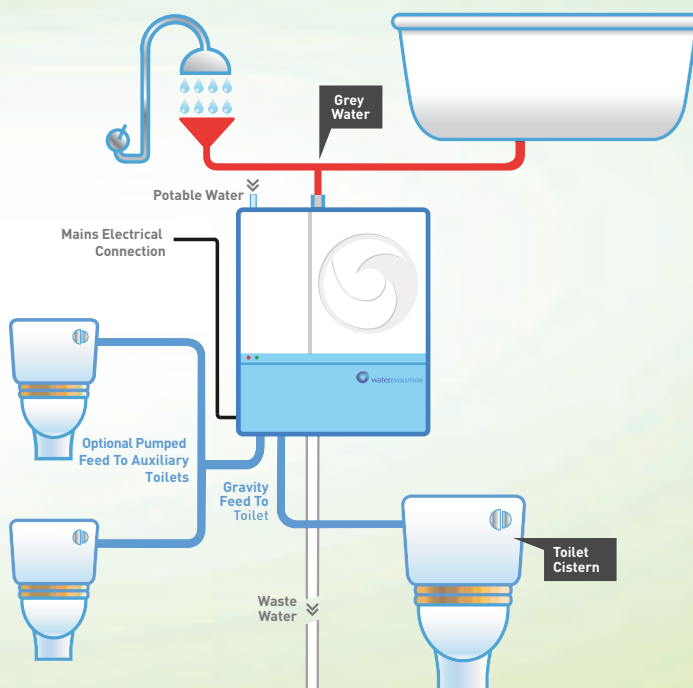 Grey
Water
Potable Water
Mains Electrical
Connection
waterEVOLUTION
Optional Pumped
Feed To Auxiliary
Toilets
Gravity
Feed To
Toilet
Toilet
Cistern
Waste
Water